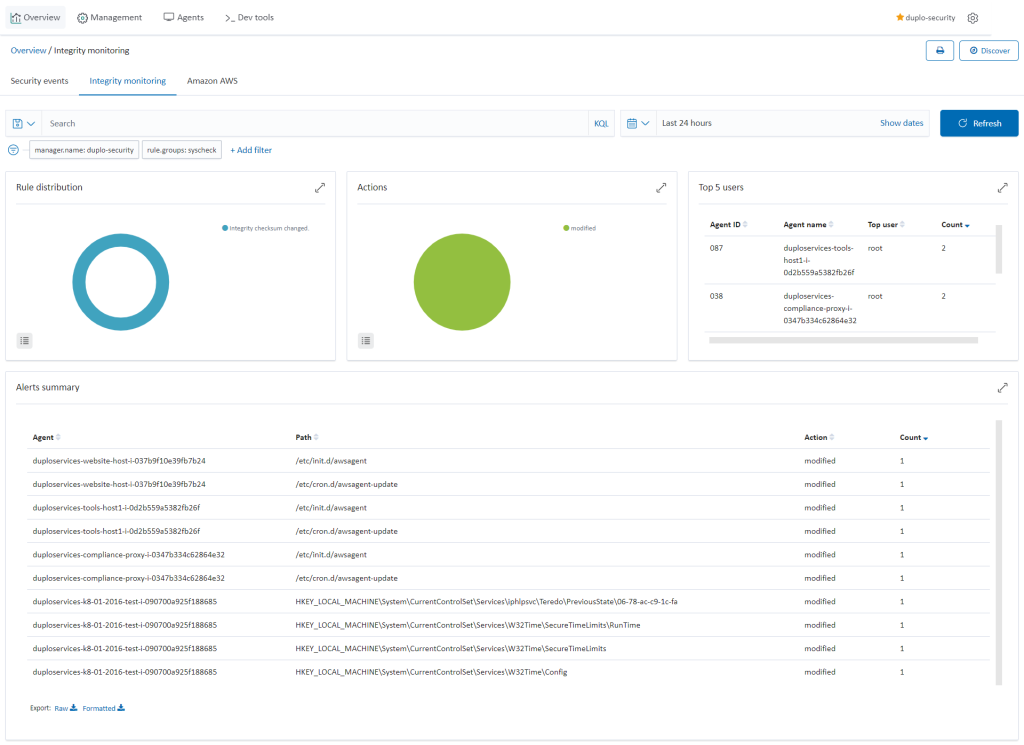 Overview Management Agents >_ Dev tools duplo-security
Overview / Integrity monitoring Discover
Security events Integrity monitoring Amazon AWS
Search KQL Last 24 hours Show dates Refresh
manager.name: duplo-security rule.groups: syscheck + Add filter
Rule distribution
Integrity checksum changed.
Actions
modified
Top 5 users
Agent ID Agent name Top user Count
087 duploservices-tools- root 2
host1-i-
0d2b559a5382fb26f
038 duploservices- root 2
compliance-proxy-i-
0347b334c62864e32
Alerts summary
Agent Path Action Count
duploservices-website-host-i-037b9f10e39fb7b24 /etc/init.d/awsagent modified 1
duploservices-website-host-i-037b9f10e39fb7b24 /etc/cron.d/awsagent-update modified 1
duploservices-tools-host1-i-0d2b559a5382fb26f /etc/init.d/awsagent modified 1
duploservices-tools-host1-i-0d2b559a5382fb26f /etc/cron.d/awsagent-update modified 1
duploservices-compliance-proxy-i-0347b334c62864e32 /etc/init.d/awsagent modified 1
duploservices-compliance-proxy-i-0347b334c62864e32 /etc/cron.d/awsagent-update modified 1
duploservices-k8-01-2016-test-i-090700a925f188685 HKEY_LOCAL_MACHINE\System\CurrentControlSet\Services\iphlpsvc\Teredo\PreviousState\06-78-ac-c9-1c-fa modified 1
duploservices-k8-01-2016-test-i-090700a925f188685 HKEY_LOCAL_MACHINE\System\CurrentControlSet\Services\W32Time\SecureTimeLimits\RunTime modified 1
duploservices-k8-01-2016-test-i-090700a925f188685 HKEY_LOCAL_MACHINE\System\CurrentControlSet\Services\W32Time\SecureTimeLimits modified 1
duploservices-k8-01-2016-test-i-090700a925f188685 HKEY_LOCAL_MACHINE\System\CurrentControlSet\Services\W32Time\Config modified 1
Export: Raw Formatted